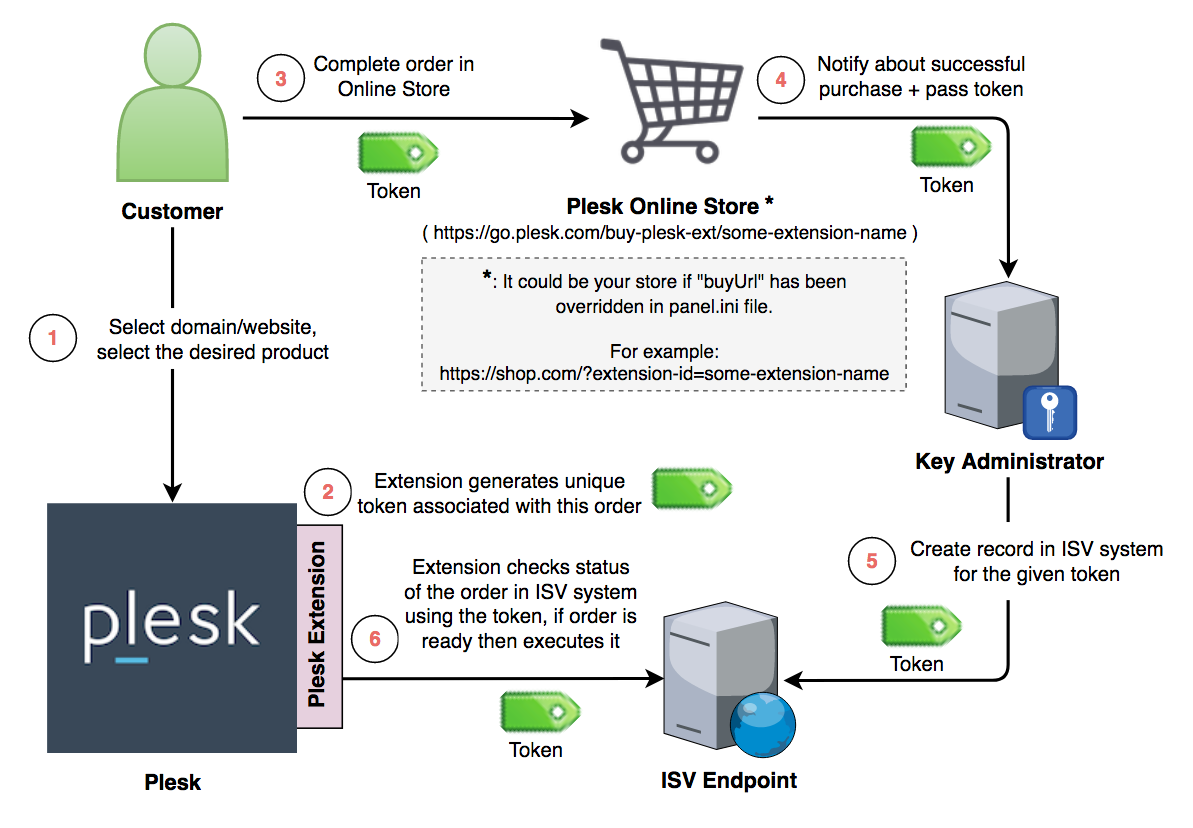 3
Complete order in
Online Store
Token
Customer
Plesk Online Store *
( https://go.plesk.com/buy-plesk-ext/some-extension-name )
*: It could be your store if "buyUrl" has been
overridden in panel.ini file.
For example:
https://shop.com/?extension-id=some-extension-name
4
Notify about successful
purchase + pass token
Token
Key Administrator
1
Select domain/website,
select the desired product
2
Extension generates unique
token associated with this order
plesk
Plesk Extension
Plesk
6
Extension checks status
of the order in ISV system
using the token, if order is
ready then executes it
Token
ISV Endpoint
5
Create record in ISV system
for the given token
Token